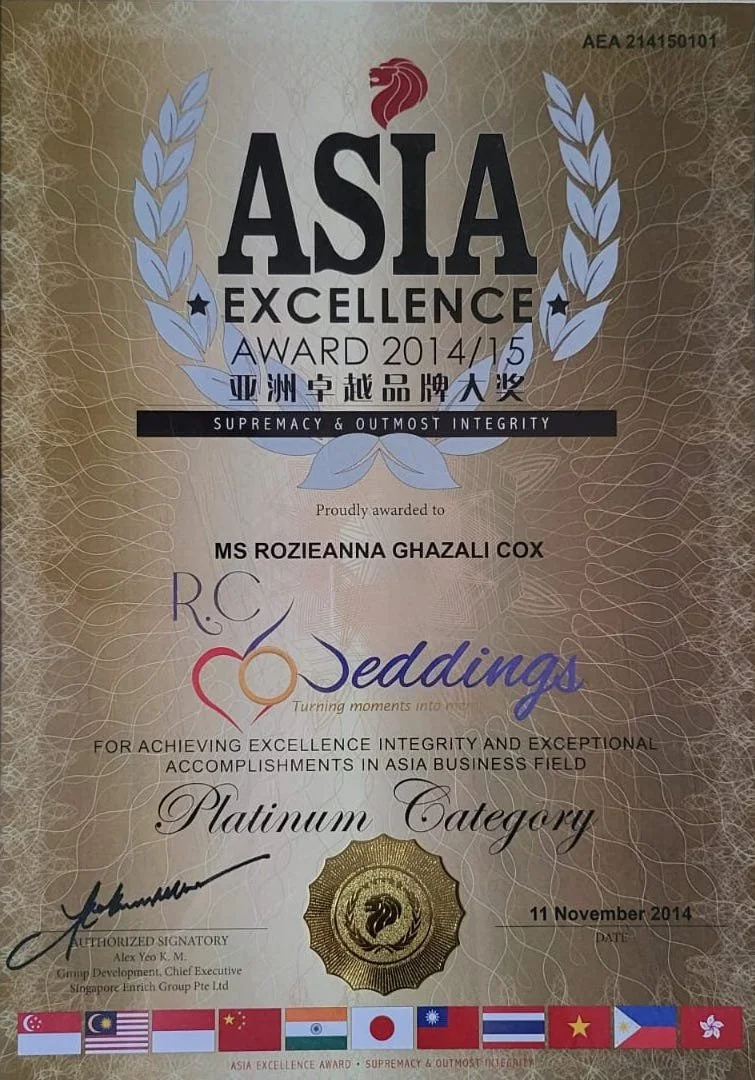 AEA 214150101
ASIA
EXCELLENCE
AWARD 2014/15
亚洲卓越品牌大奖
SUPREMACY & OUTMOST INTEGRITY
Proudly awarded to
MS ROZIEANNA GHAZALI COX
R.C
Weddings
Turning moments into
FOR ACHIEVING EXCELLENCE INTEGRITY AND EXCEPTIONAL
ACCOMPLISHMENTS IN ASIA BUSINESS FIELD
Platinum Category
11 November 2014
DATE
AUTHORIZED SIGNATORY
Alex Yeo K. M.
Group Development, Chief Executive
Singapore Enrich Group Pte Ltd
ASIA EXCELLENCE AWARD • SUPREMACY & OUTMOST INTEGRITY